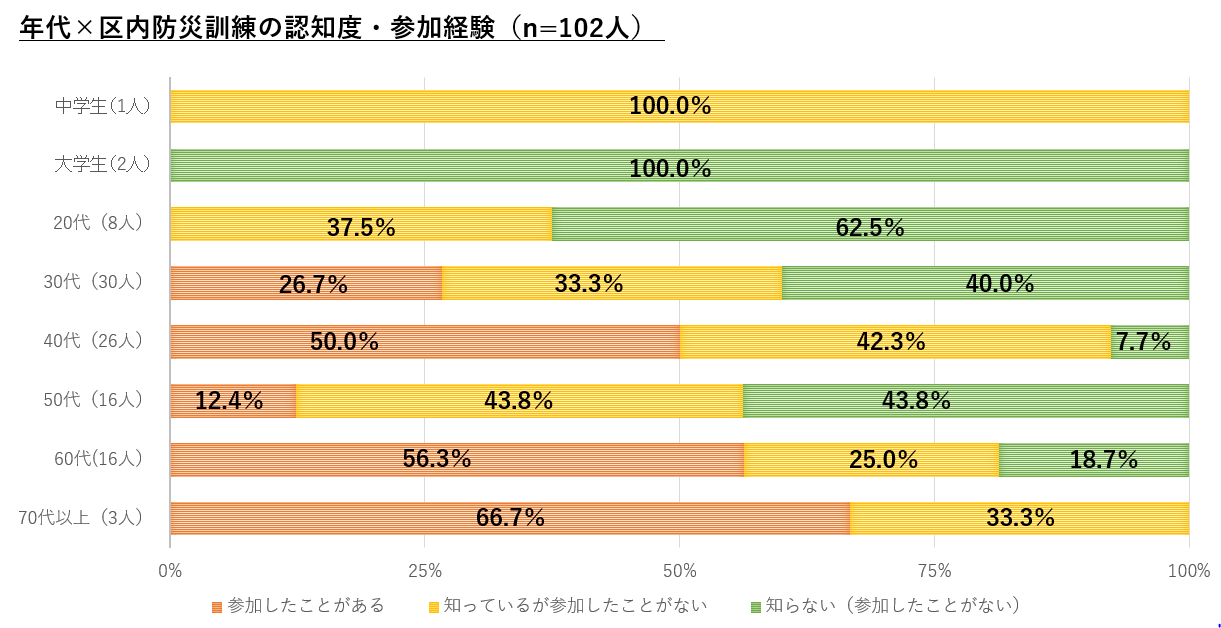 年代×区内防災訓練の認知度・参加経験（n=102人）
中学生(1人)
100.0%
大学生(2人)
100.0%
20代（8人）
37.5%
62.5%
30代（30人）
26.7%
33.3%
40.0%
40代（26人）
50.0%
42.3%
7.7%
50代（16人）
12.4%
43.8%
43.8%
60代(16人）
56.3%
25.0%
18.7%
70代以上（3人）
66.7%
33.3%
0% 25% 50% 75% 100%
参加したことがある 知っているが参加したことがない 知らない（参加したことがない）